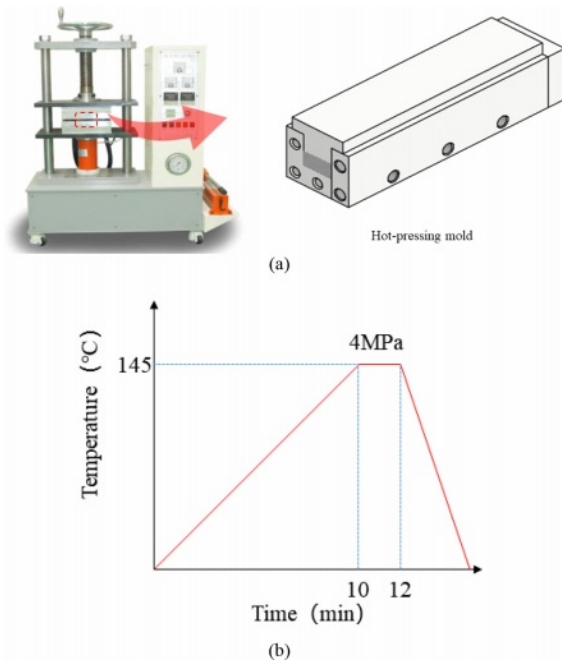 Hot-pressing mold
(a)
4MPa
145
Temperature（°C）
10 12
Time（min）
(b)